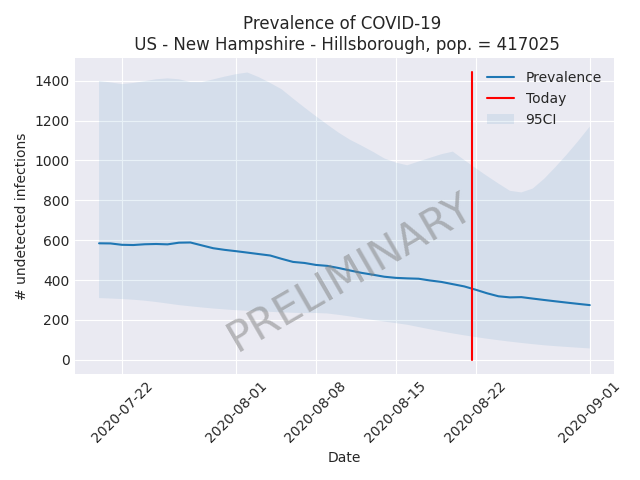 Prevalence of COVID-19
US - New Hampshire - Hillsborough, pop. = 417025
# undetected infections
1400
1200
1000
800
600
400
200
0
Prevalence
Today
95CI
PRELIMINARY
2020-07-22
2020-08-01
2020-08-08
2020-08-15
2020-08-22
2020-09-01
Date